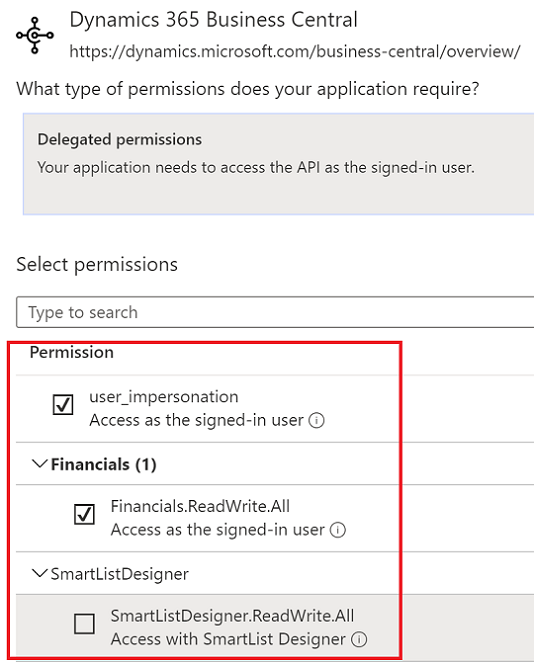 Dynamics 365 Business Central
https://dynamics.microsoft.com/business-central/overview/
What type of permissions does your application require?
Delegated permissions
Your application needs to access the API as the signed-in user.
Select permissions
Type to search
Permission
user_impersonation
Access as the signed-in user
Financials (1)
Financials.ReadWrite.All
Access as the signed-in user
SmartListDesigner
SmartListDesigner.ReadWrite.All
Access with SmartList Designer